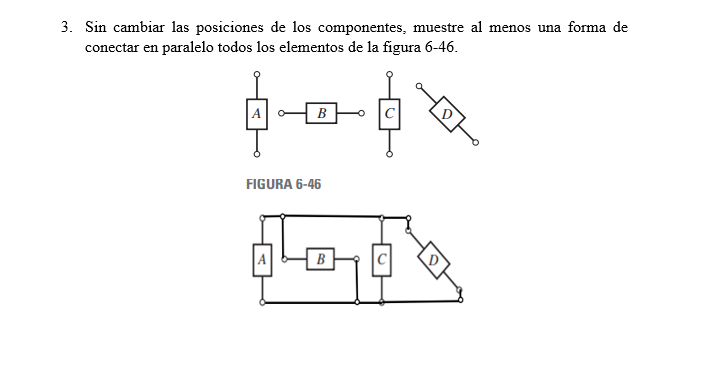 3. Sin cambiar las posiciones de los componentes, muestre al menos una forma de
conectar en paralelo todos los elementos de la figura 6-46.
A B C D
FIGURA 6-46
A B C D